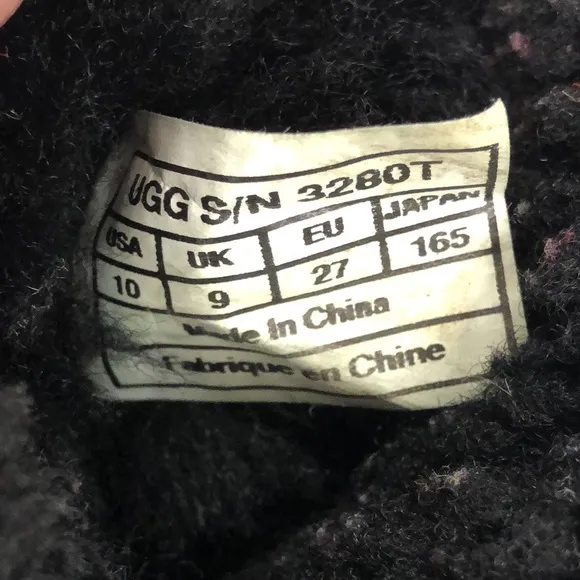 UGG S/N 3280T
USA UK EU JAPAN
10 9 27 165
Made In China
Fabrique en Chine